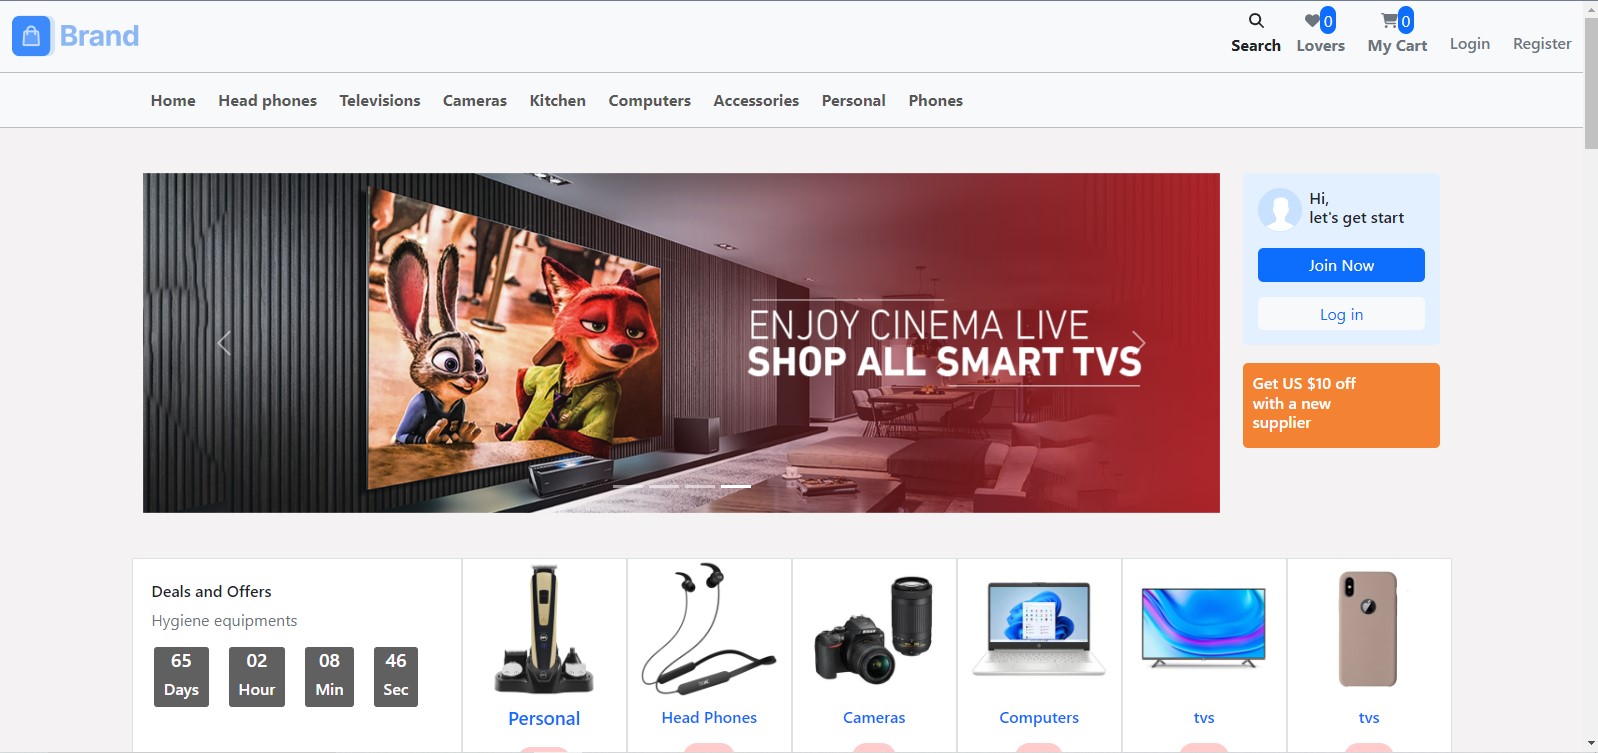 Brand
0
0
Search
Lovers
My Cart
Login
Register
Home
Head phones
Televisions
Cameras
Kitchen
Computers
Accessories
Personal
Phones
ENJOY CINEMA LIVE
SHOP ALL SMART TVS
Hi,
let's get start
Join Now
Log in
Get US $10 off
with a new
supplier
Deals and Offers
Hygiene equipments
65
Days
02
Hour
08
Min
46
Sec
Personal
Head Phones
Cameras
Computers
tvs
tvs